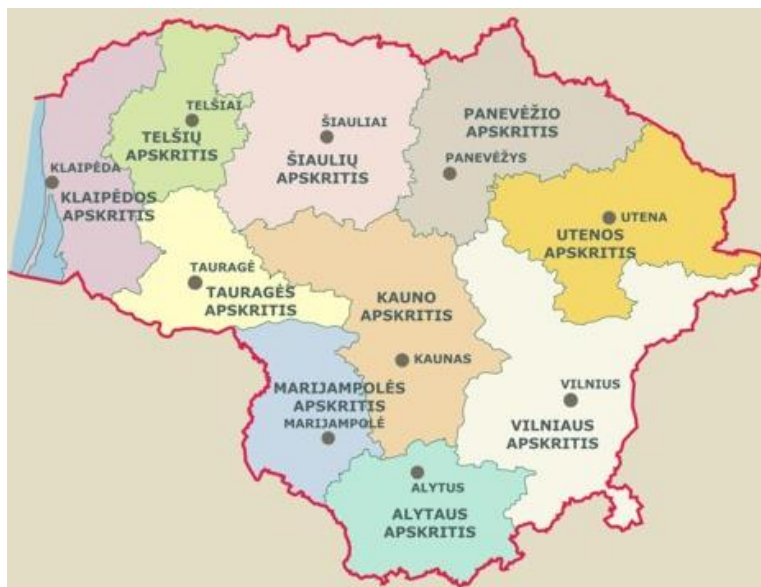 TELŠIAI
TELŠIŲ
APSKRITIS
ŠIAULIAI
ŠIAULIŲ
APSKRITIS
PANEVĖŽIO
APSKRITIS
PANEVĖŽYS
KLAIPĖDA
KLAIPĖDOS
APSKRITIS
UTENA
UTENOS
APSKRITIS
TAURAGĖ
TAURAGĖS
APSKRITIS
KAUNO
APSKRITIS
KAUNAS
MARIJAMPOLĖS
APSKRITIS
MARIJAMPOLĖ
VILNIUS
VILNIAUS
APSKRITIS
ALYTUS
ALYTAUS
APSKRITIS